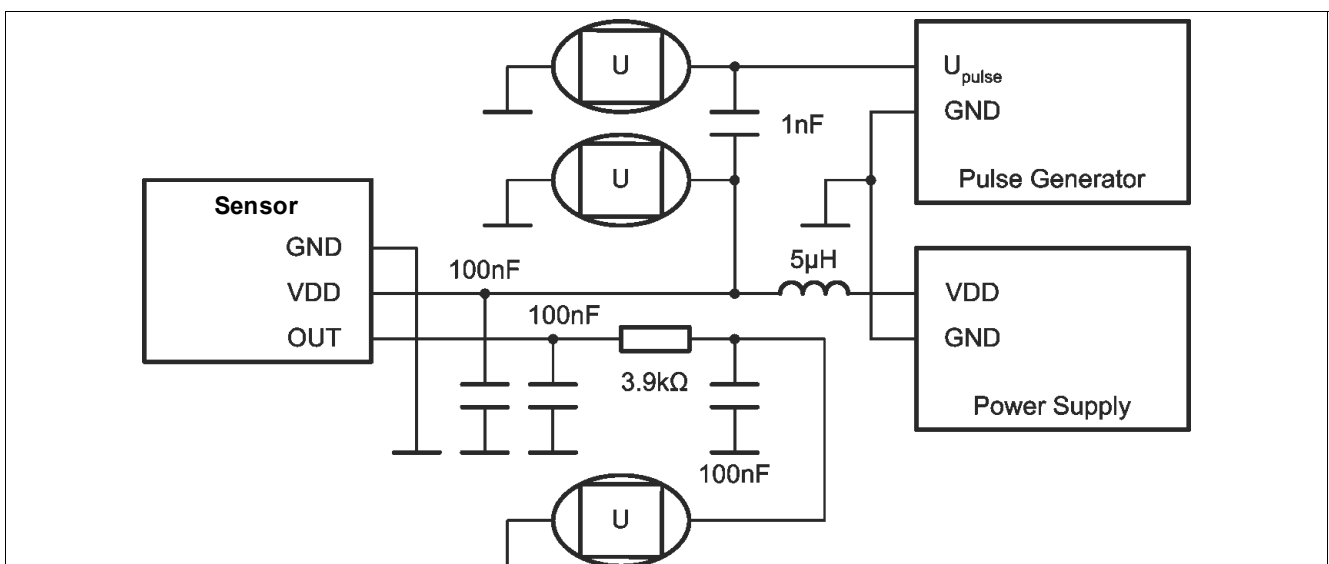 U
U_pulse
GND
1nF
U
Pulse Generator
Sensor
GND
100nF
5µH
VDD
VDD
100nF
OUT
GND
3.9kΩ
Power Supply
100nF
U